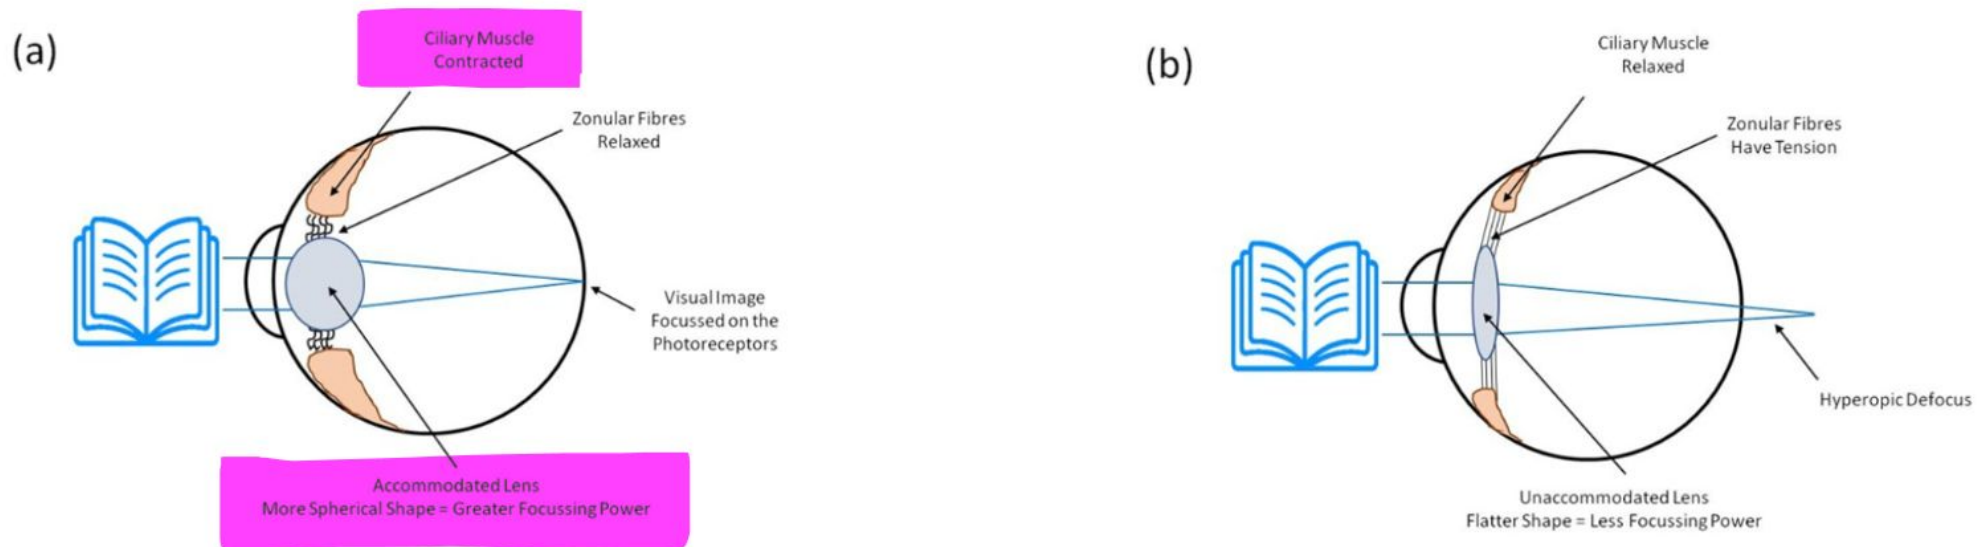 (a)
Ciliary Muscle
Contracted
Zonular Fibres
Relaxed
Visual Image
Focussed on the
Photoreceptors
Accommodated Lens
More Spherical Shape = Greater Focussing Power
(b)
Ciliary Muscle
Relaxed
Zonular Fibres
Have Tension
Hyperopic Defocus
Unaccommodated Lens
Flatter Shape = Less Focussing Power